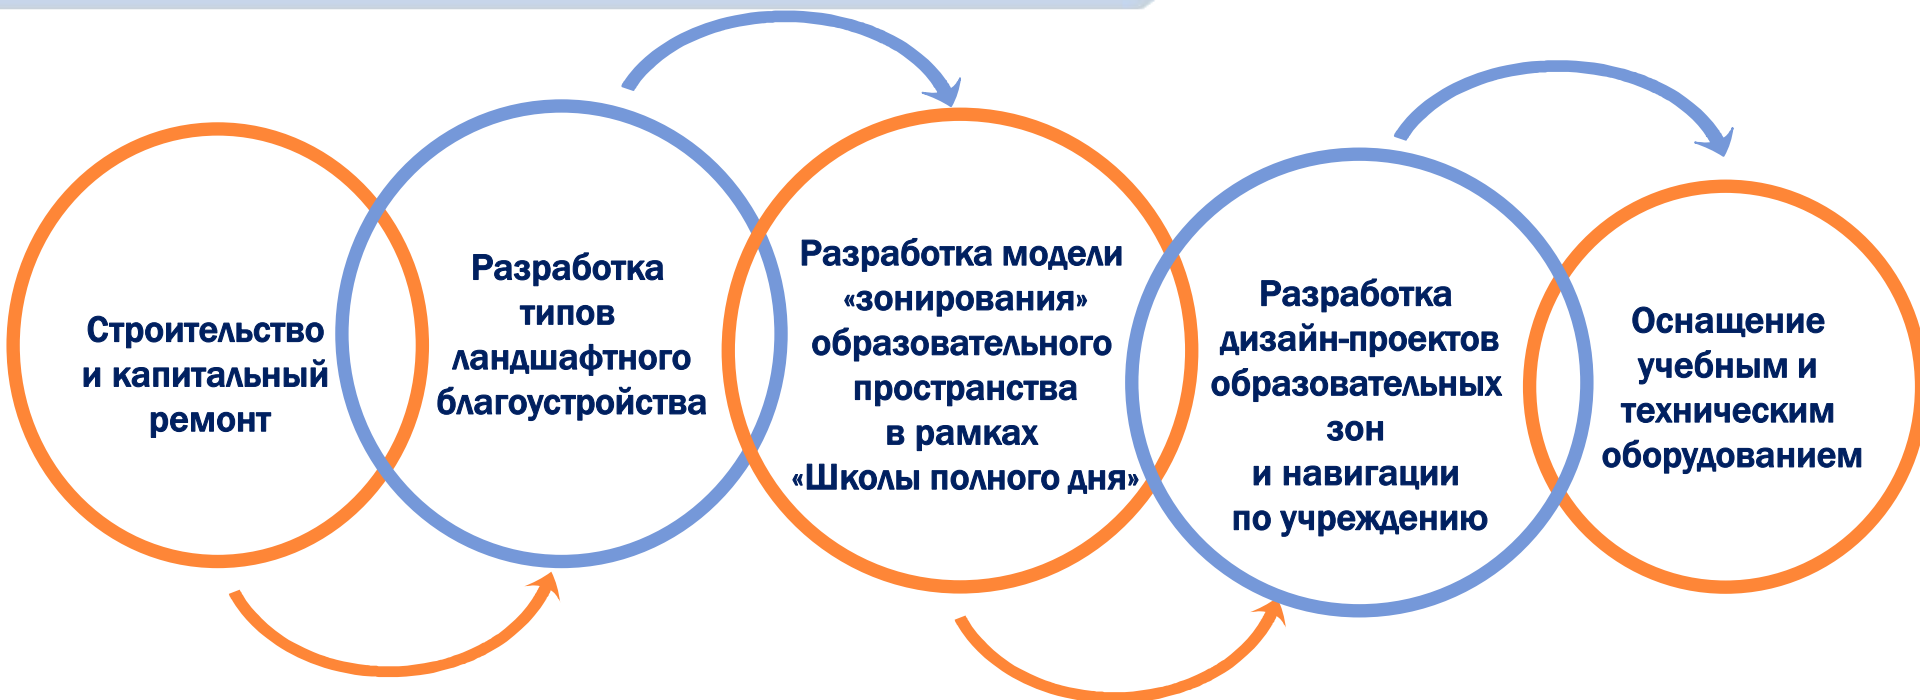 Строительство
и капитальный
ремонт
Разработка
типов
ландшафтного
благоустройства
Разработка модели
«зонирования»
образовательного
пространства
в рамках
«Школы полного дня»
Разработка
дизайн-проектов
образовательных
зон
и навигации
по учреждению
Оснащение
учебным и
техническим
оборудованием